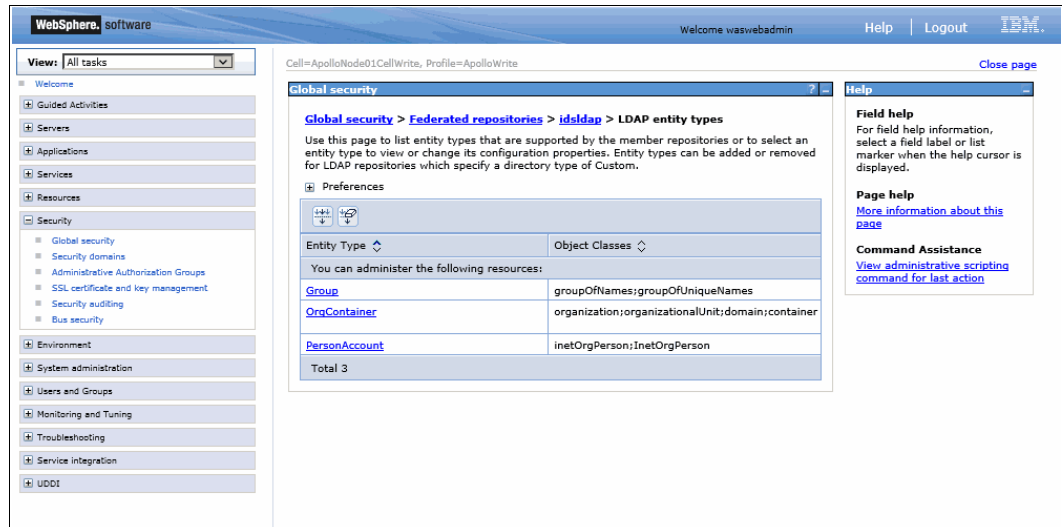 WebSphere. software
Welcome waswebadmin
Help
Logout
IBM.
View: All tasks
Welcome
Guided Activities
Servers
Applications
Services
Resources
Security
Global security
Security domains
Administrative Authorization Groups
SSL certificate and key management
Security auditing
Bus security
Environment
System administration
Users and Groups
Monitoring and Tuning
Troubleshooting
Service integration
UDDI
Cell=ApolloNode01CellWrite, Profile=ApolloWrite
Close page
Global security
?
Global security > Federated repositories > idsldap > LDAP entity types
Use this page to list entity types that are supported by the member repositories or to select an
entity type to view or change its configuration properties. Entity types can be added or removed
for LDAP repositories which specify a directory type of Custom.
Preferences
Entity Type
Object Classes
You can administer the following resources:
Group
groupOfNames;groupOfUniqueNames
OrgContainer
organization;organizationalUnit;domain;container
PersonAccount
inetOrgPerson;InetOrgPerson
Total 3
Help
Field help
For field help information,
select a field label or list
marker when the help cursor is
displayed.
Page help
More information about this
page
Command Assistance
View administrative scripting
command for last action